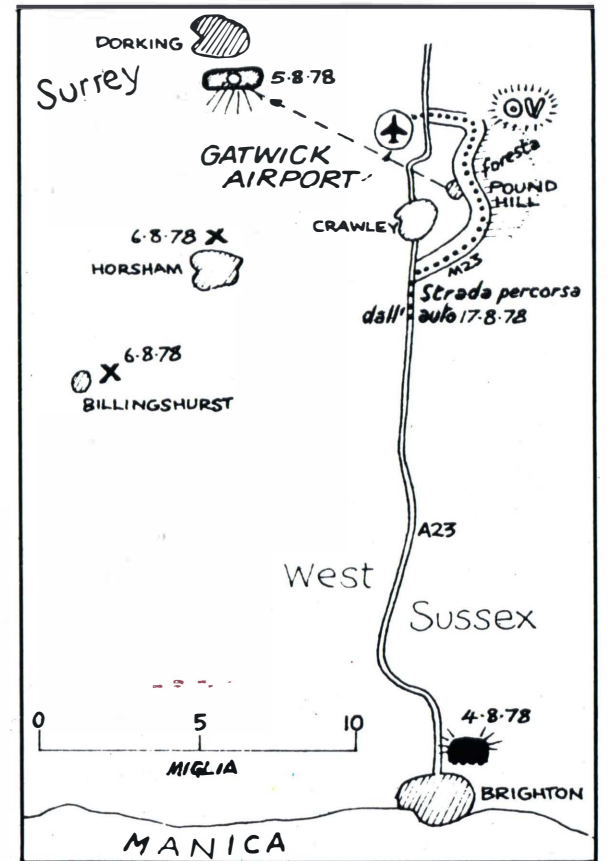 DORKING
Surrey
5·8·78
OV
GATWICK
AIRPORT
foresta
POUND
HILL
CRAWLEY
6·8·78 X
HORSHAM
M23
Strada percorsa
dall' auto 17·8·78
X 6·8·78
BILLINGSHURST
A23
West
Sussex
0 5 10
MIGLIA
4·8·78
BRIGHTON
MANICA